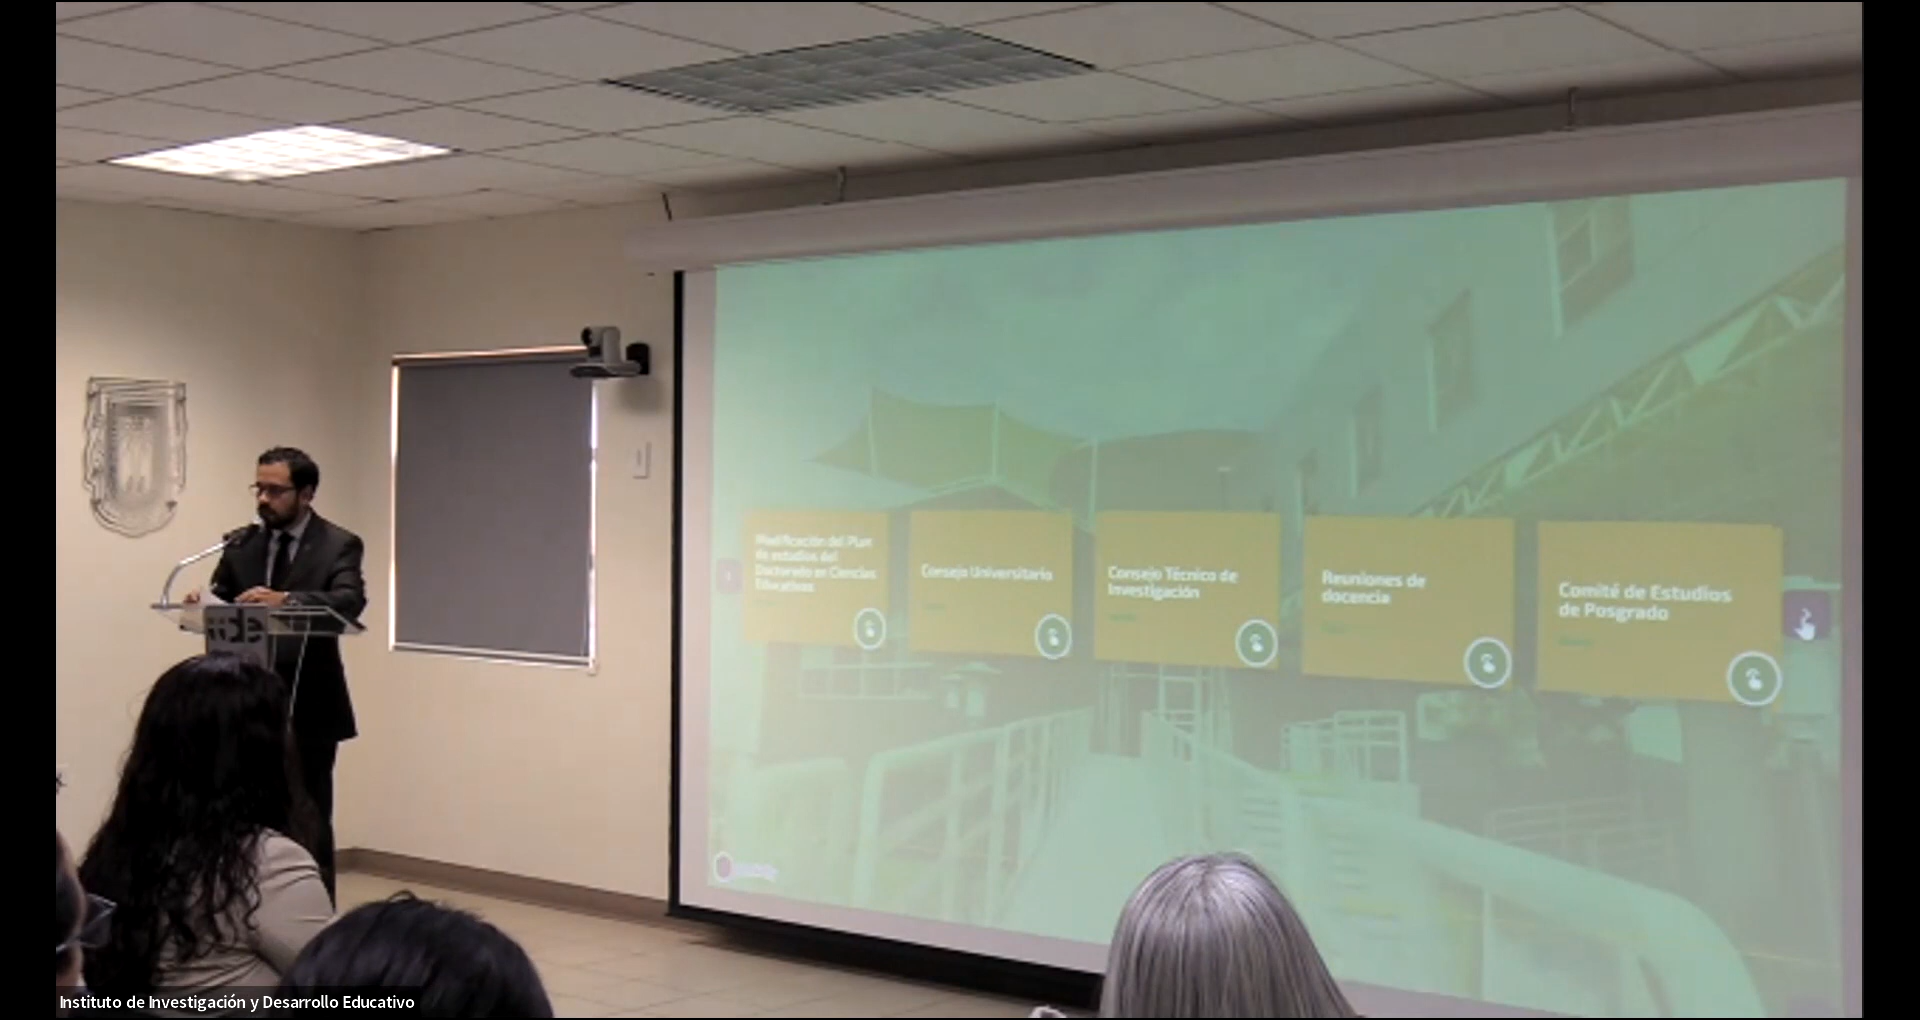 iide
Modificación del Plan
de estudios del
Doctorado en Ciencias
Educativas
Consejo Universitario
Consejo Técnico de
Investigación
Reuniones de
docencia
Comité de Estudios
de Posgrado
Instituto de Investigación y Desarrollo Educativo